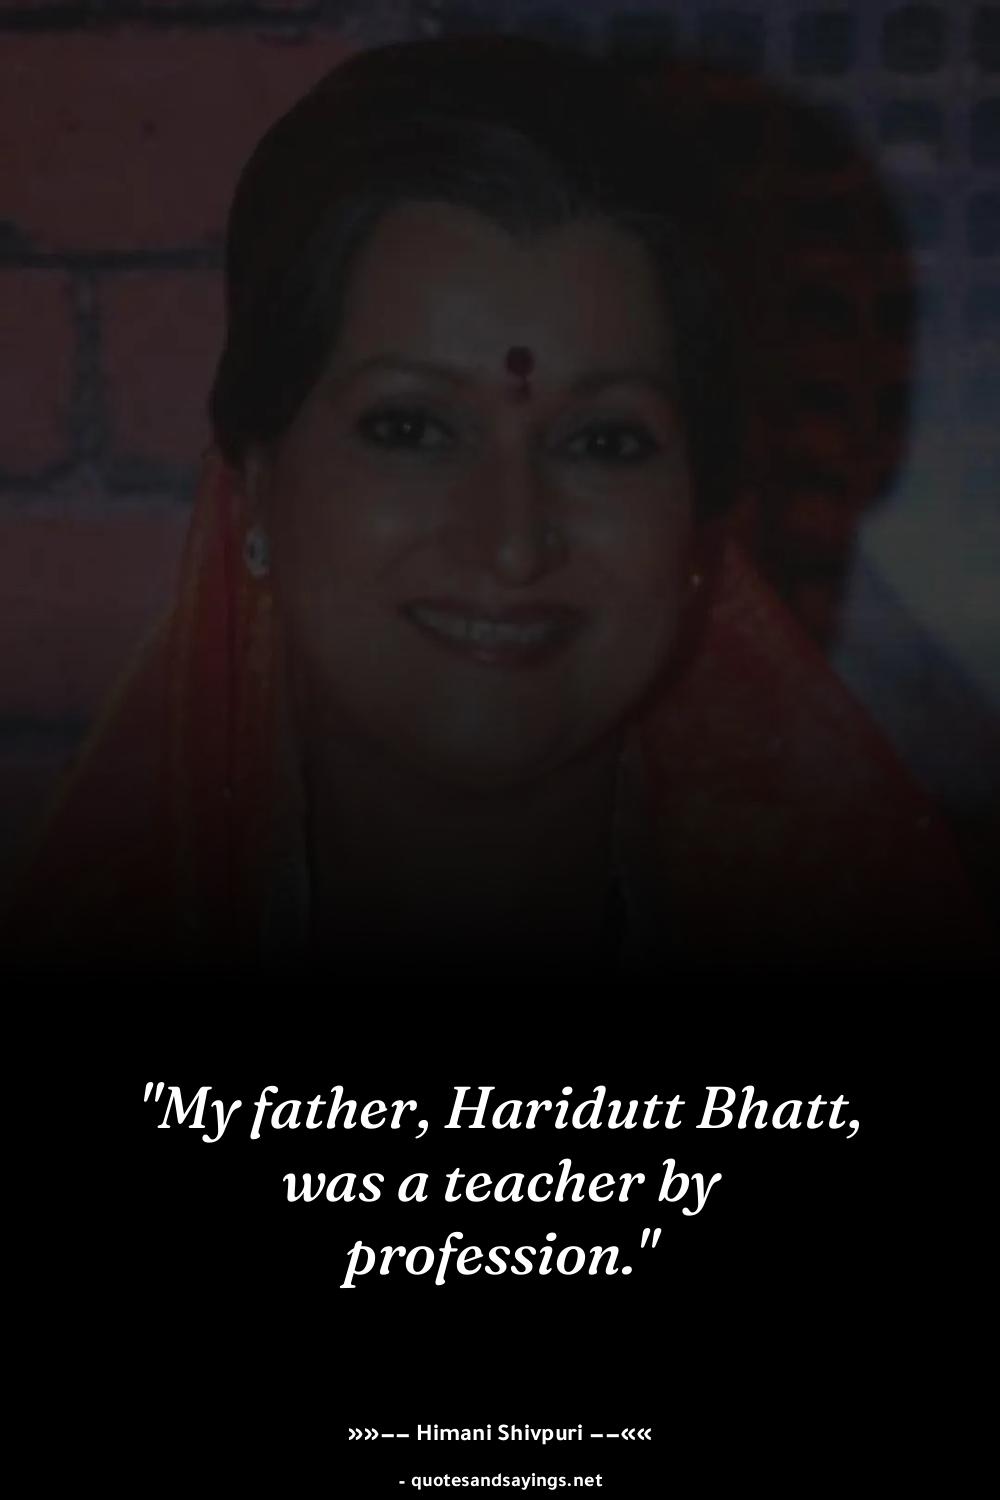 "My father, Haridutt Bhatt,
was a teacher by
profession."
»»−− Himani Shivpuri −−««
- quotesandsayings.net